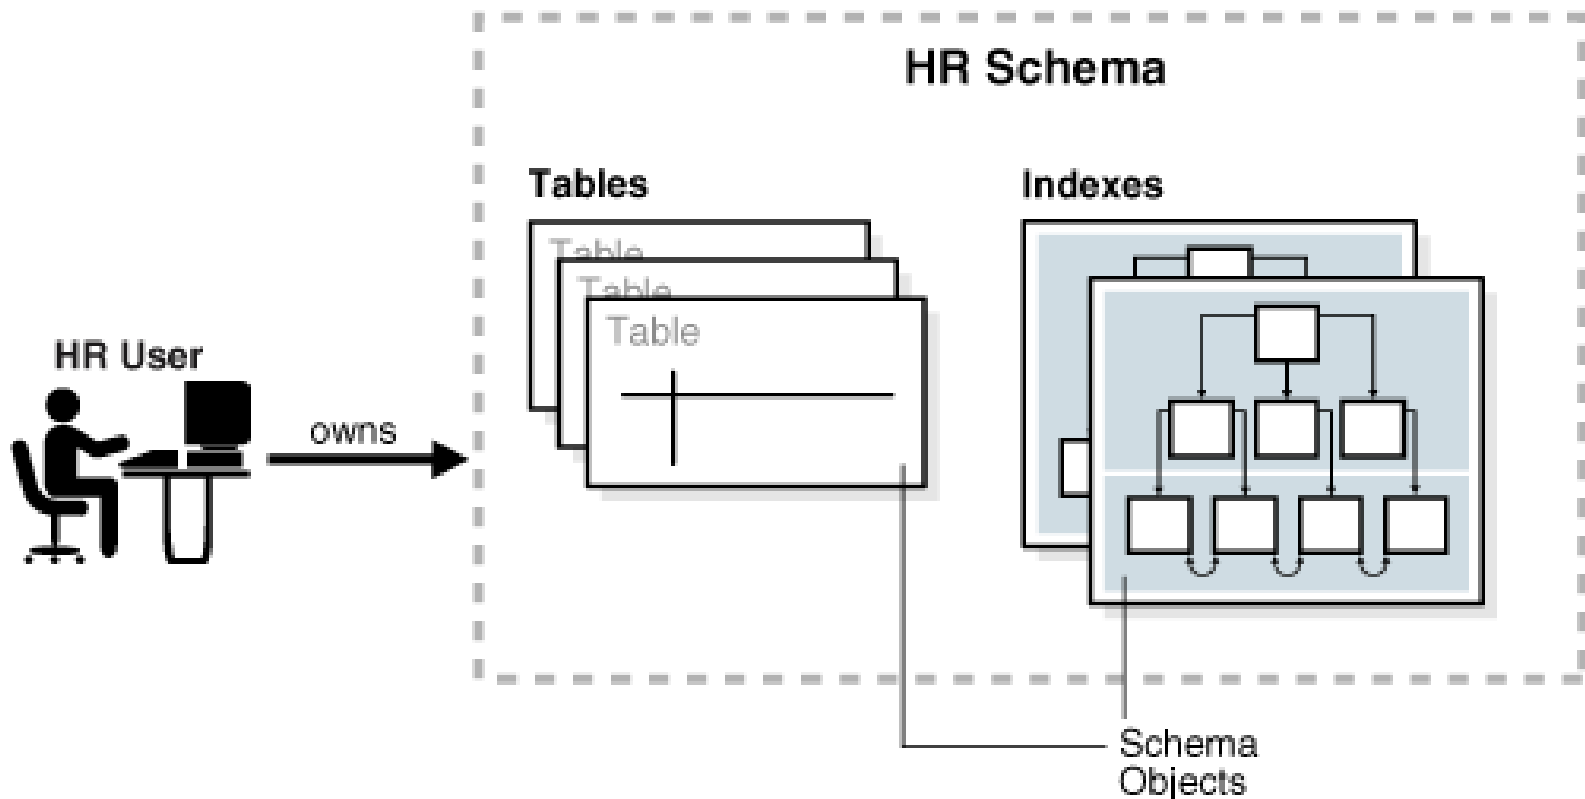 HR Schema
Tables
Indexes
Table
Table
Table
HR User
owns
Schema
Objects